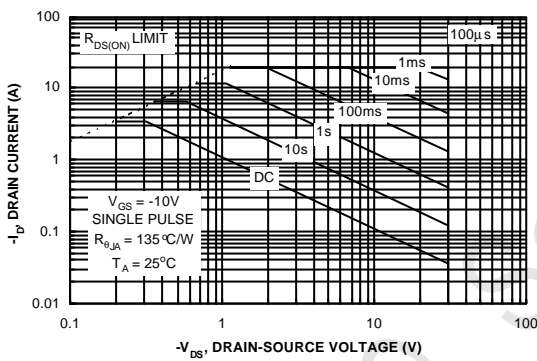 100
10
1
0.1
0.01
-I_D, DRAIN CURRENT (A)
R_DS(ON) LIMIT
100µs
1ms
10ms
100ms
1s
10s
DC
V_GS = -10V
SINGLE PULSE
R_θJA = 135°C/W
T_A = 25°C
0.1
1
10
100
-V_DS, DRAIN-SOURCE VOLTAGE (V)